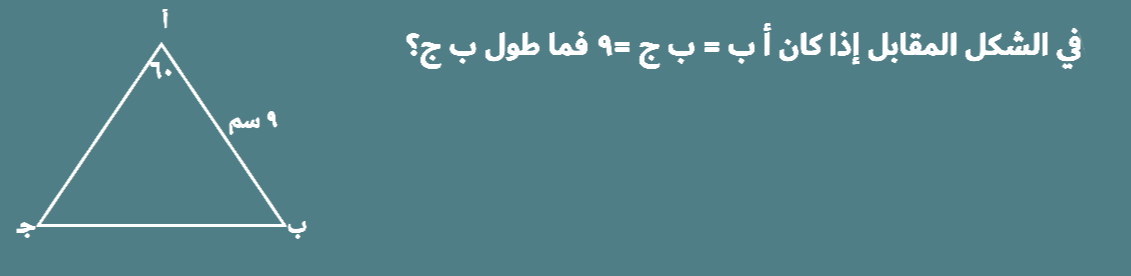 في الشكل المقابل إذا كان أ ب = ب ج =٩ فما طول ب ج؟
أ
٦٠
٩ سم
ب
جـ